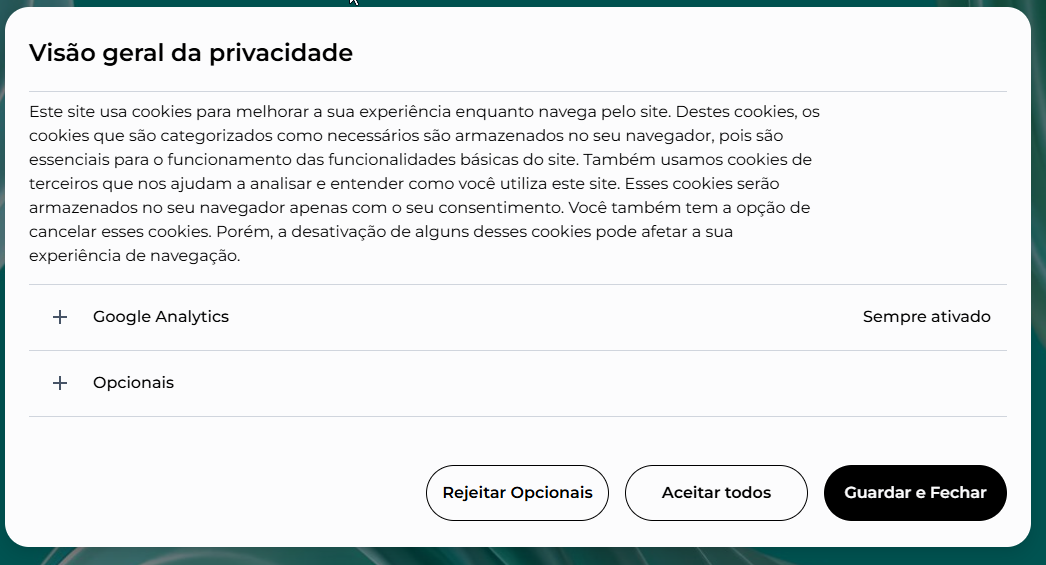 Visão geral da privacidade
Este site usa cookies para melhorar a sua experiência enquanto navega pelo site. Destes cookies, os
cookies que são categorizados como necessários são armazenados no seu navegador, pois são
essenciais para o funcionamento das funcionalidades básicas do site. Também usamos cookies de
terceiros que nos ajudam a analisar e entender como você utiliza este site. Esses cookies serão
armazenados no seu navegador apenas com o seu consentimento. Você também tem a opção de
cancelar esses cookies. Porém, a desativação de alguns desses cookies pode afetar a sua
experiência de navegação.
Google Analytics
Sempre ativado
Opcionais
Rejeitar Opcionais
Aceitar todos
Guardar e Fechar